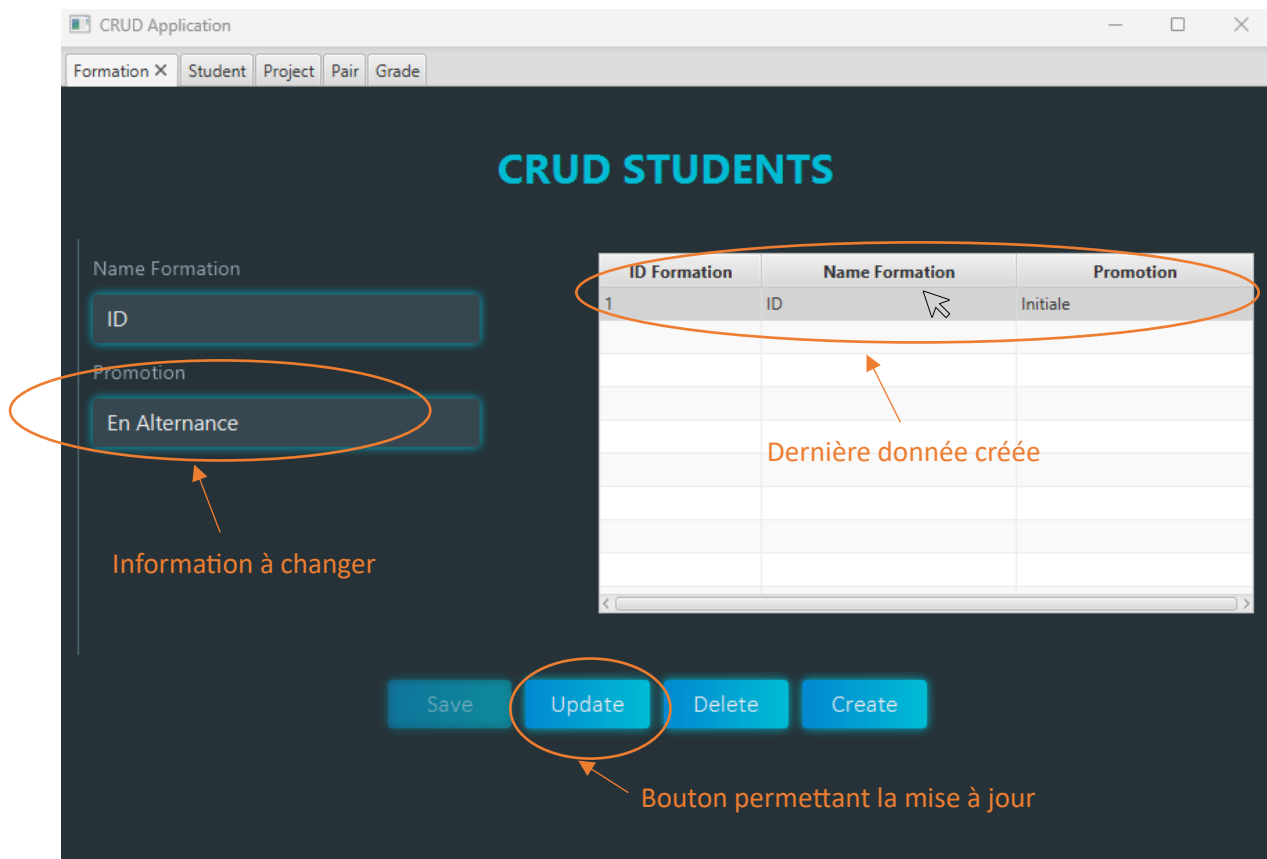 CRUD Application
Formation Student Project Pair Grade
CRUD STUDENTS
Name Formation
ID
Promotion
En Alternance
ID Formation Name Formation Promotion
1 ID Initiale
Dernière donnée créée
Information à changer
Save Update Delete Create
Bouton permettant la mise à jour